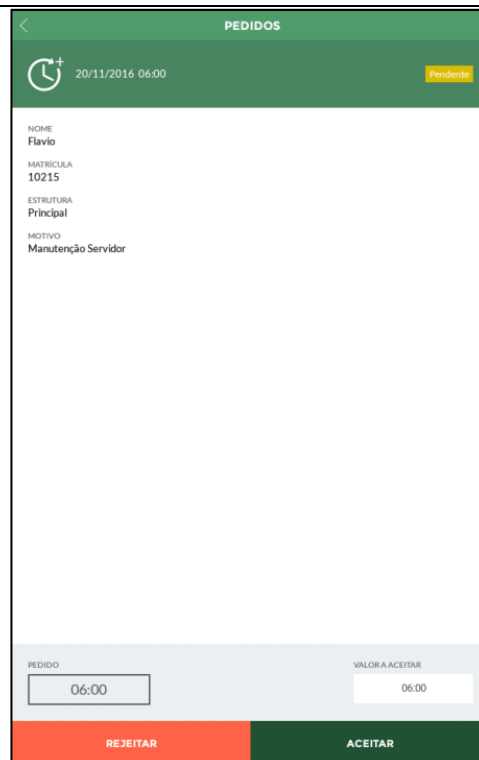 PEDIDOS
20/11/2016 06:00
Pendente
NOME
Flavio
MATRÍCULA
10215
ESTRUTURA
Principal
MOTIVO
Manutenção Servidor
PEDIDO
VALOR A ACEITAR
06:00
06:00
REJEITAR
ACEITAR